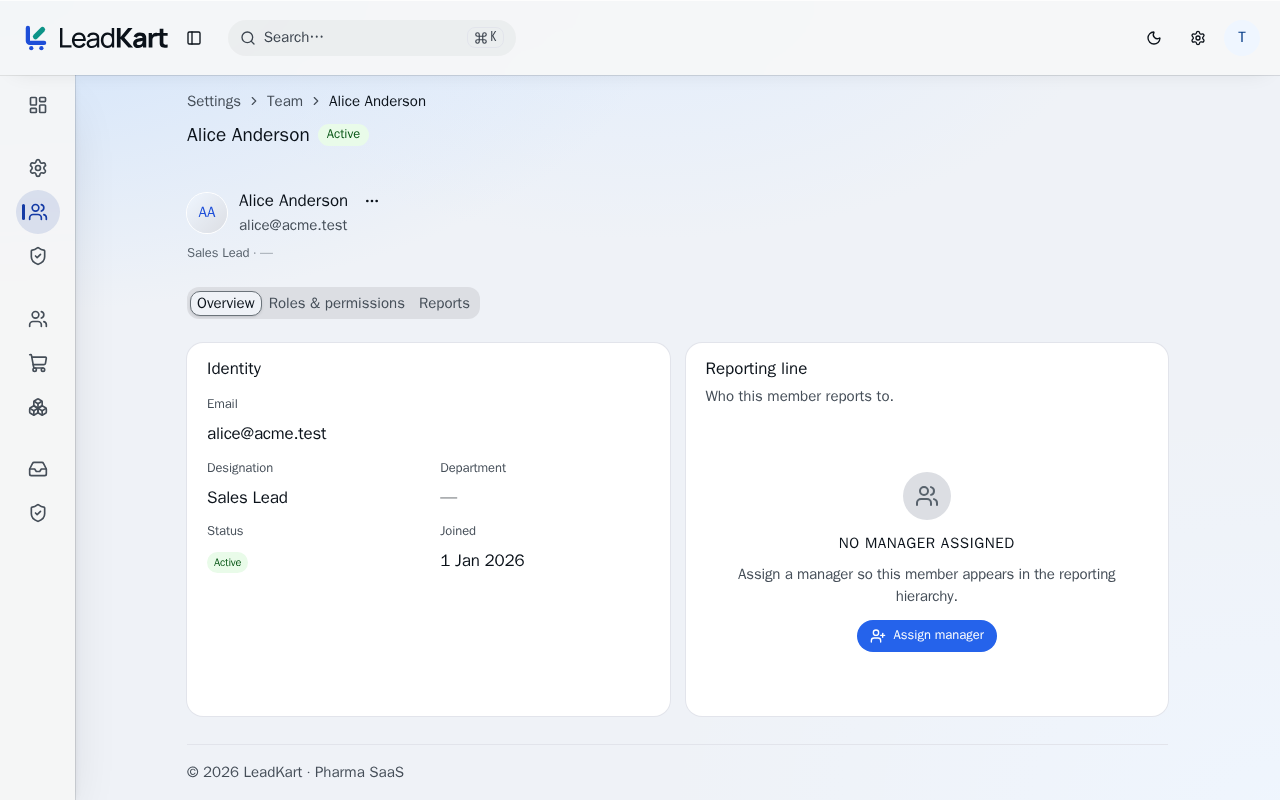 LeadKart
Search···
⌘ K
T
Settings > Team > Alice Anderson
Alice Anderson Active
AA
Alice Anderson ···
alice@acme.test
Sales Lead · —
Overview Roles & permissions Reports
Identity
Email
alice@acme.test
Designation Department
Sales Lead —
Status Joined
Active 1 Jan 2026
Reporting line
Who this member reports to.
NO MANAGER ASSIGNED
Assign a manager so this member appears in the reporting
hierarchy.
Assign manager
© 2026 LeadKart · Pharma SaaS